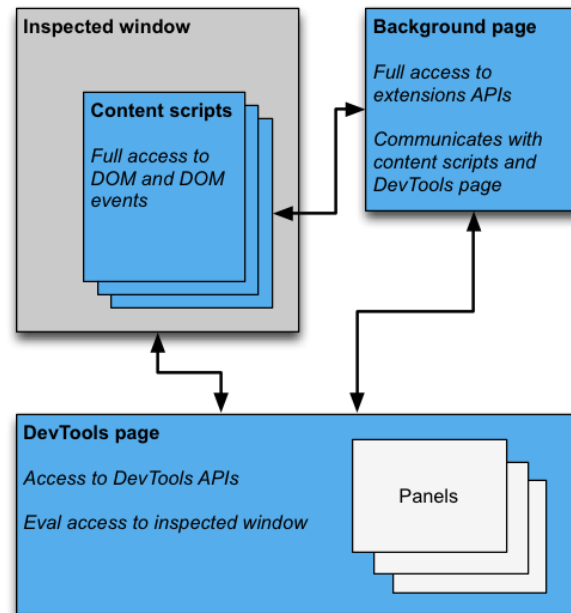 Inspected window
Content scripts
Full access to
DOM and DOM
events
Background page
Full access to
extensions APIs
Communicates with
content scripts and
DevTools page
DevTools page
Access to DevTools APIs
Eval access to inspected window
Panels